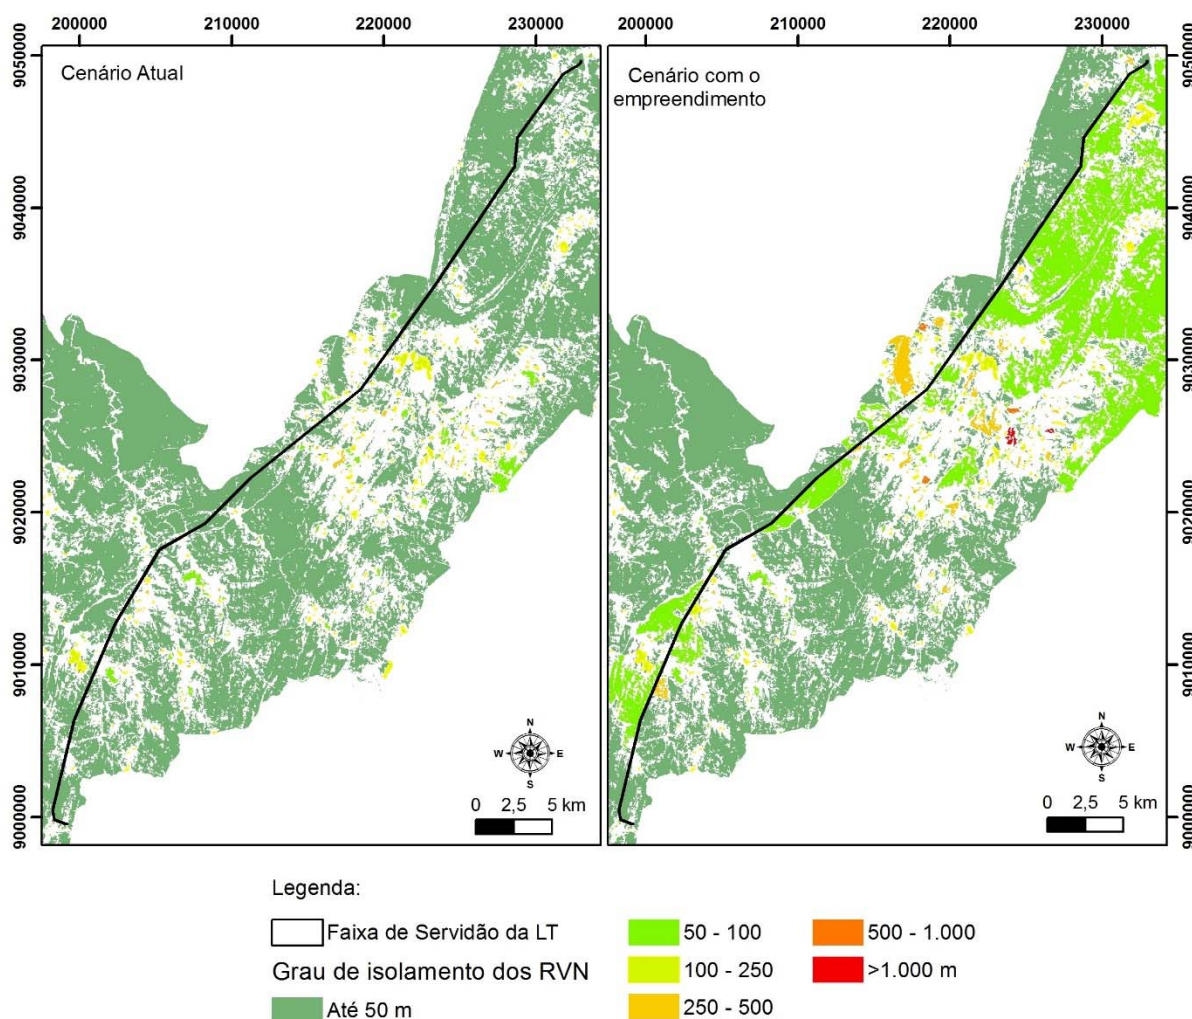 200000 210000 220000 230000
200000 210000 220000 230000
Cenário Atual
Cenário com o
empreendimento
9050000
9040000
9030000
9020000
9010000
9000000
9050000
9040000
9030000
9020000
9010000
9000000
N
W E
S
0 2,5 5 km
N
W E
S
0 2,5 5 km
Legenda:
Faixa de Servidão da LT
Grau de isolamento dos RVN
Até 50 m
50 - 100
100 - 250
250 - 500
500 - 1.000
>1.000 m